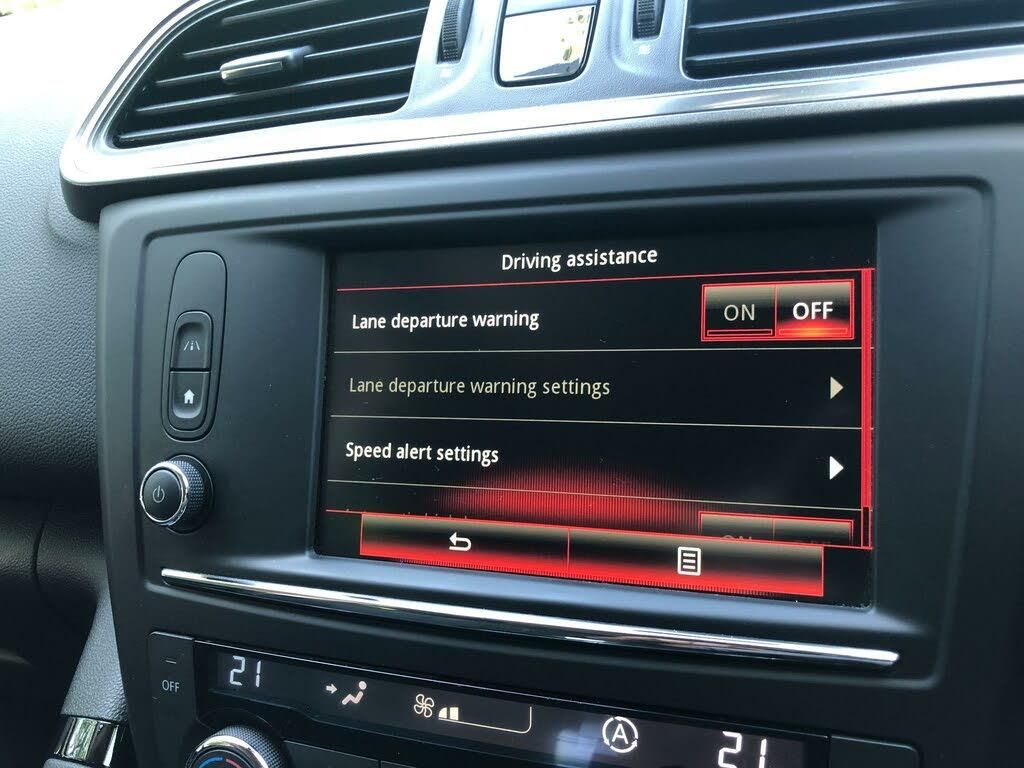 Driving assistance
Lane departure warning
ON OFF
Lane departure warning settings
Speed alert settings
OFF
21
A
21